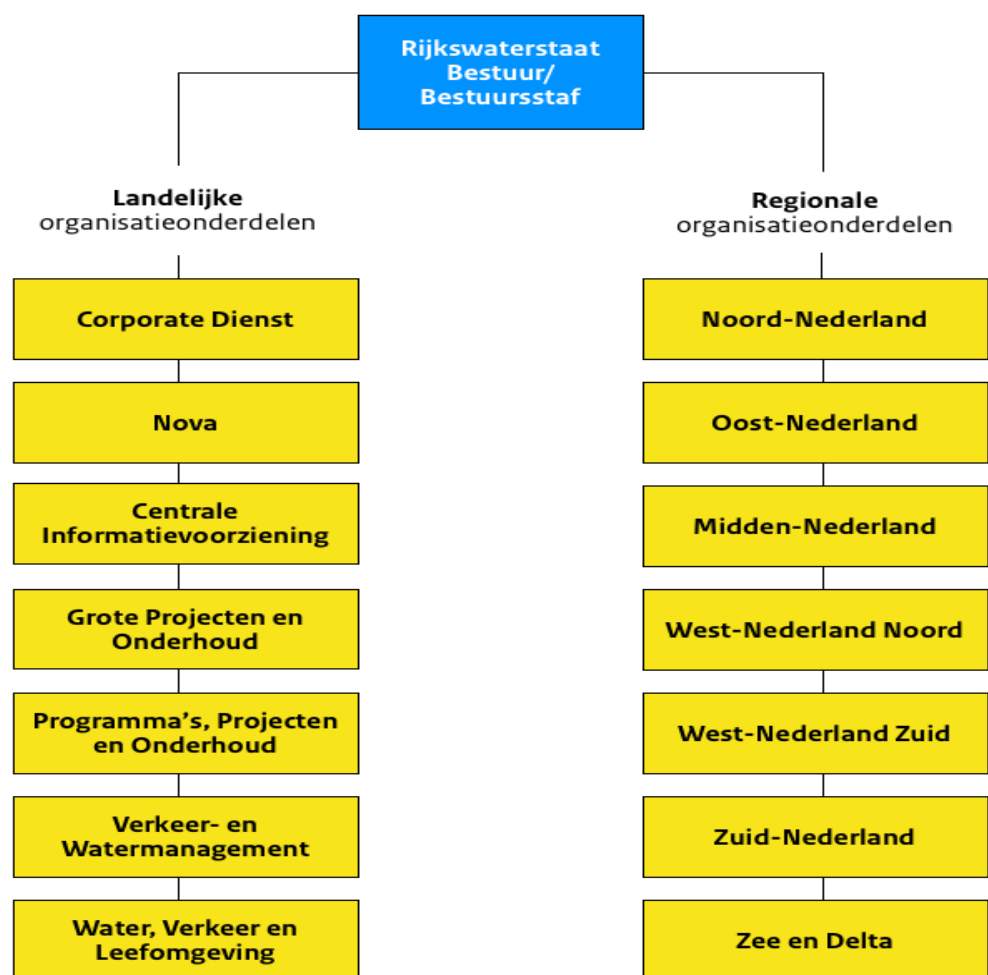 Rijkswaterstaat
Bestuur/
Bestuursstaf
Landelijke
organisatieonderdelen
Corporate Dienst
Nova
Centrale
Informatievoorziening
Grote Projecten en
Onderhoud
Programma's, Projecten
en Onderhoud
Verkeer- en
Watermanagement
Water, Verkeer en
Leefomgeving
Regionale
organisatieonderdelen
Noord-Nederland
Oost-Nederland
Midden-Nederland
West-Nederland Noord
West-Nederland Zuid
Zuid-Nederland
Zee en Delta